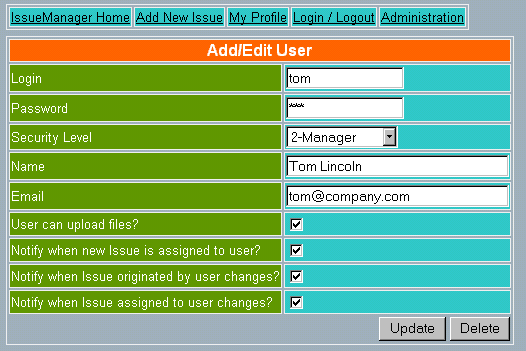 IssueManager Home Add New Issue My Profile Login / Logout Administration
Add/Edit User
Login tom
Password ***
Security Level 2-Manager
Name Tom Lincoln
Email tom@company.com
User can upload files?
Notify when new Issue is assigned to user?
Notify when Issue originated by user changes?
Notify when Issue assigned to user changes?
Update Delete